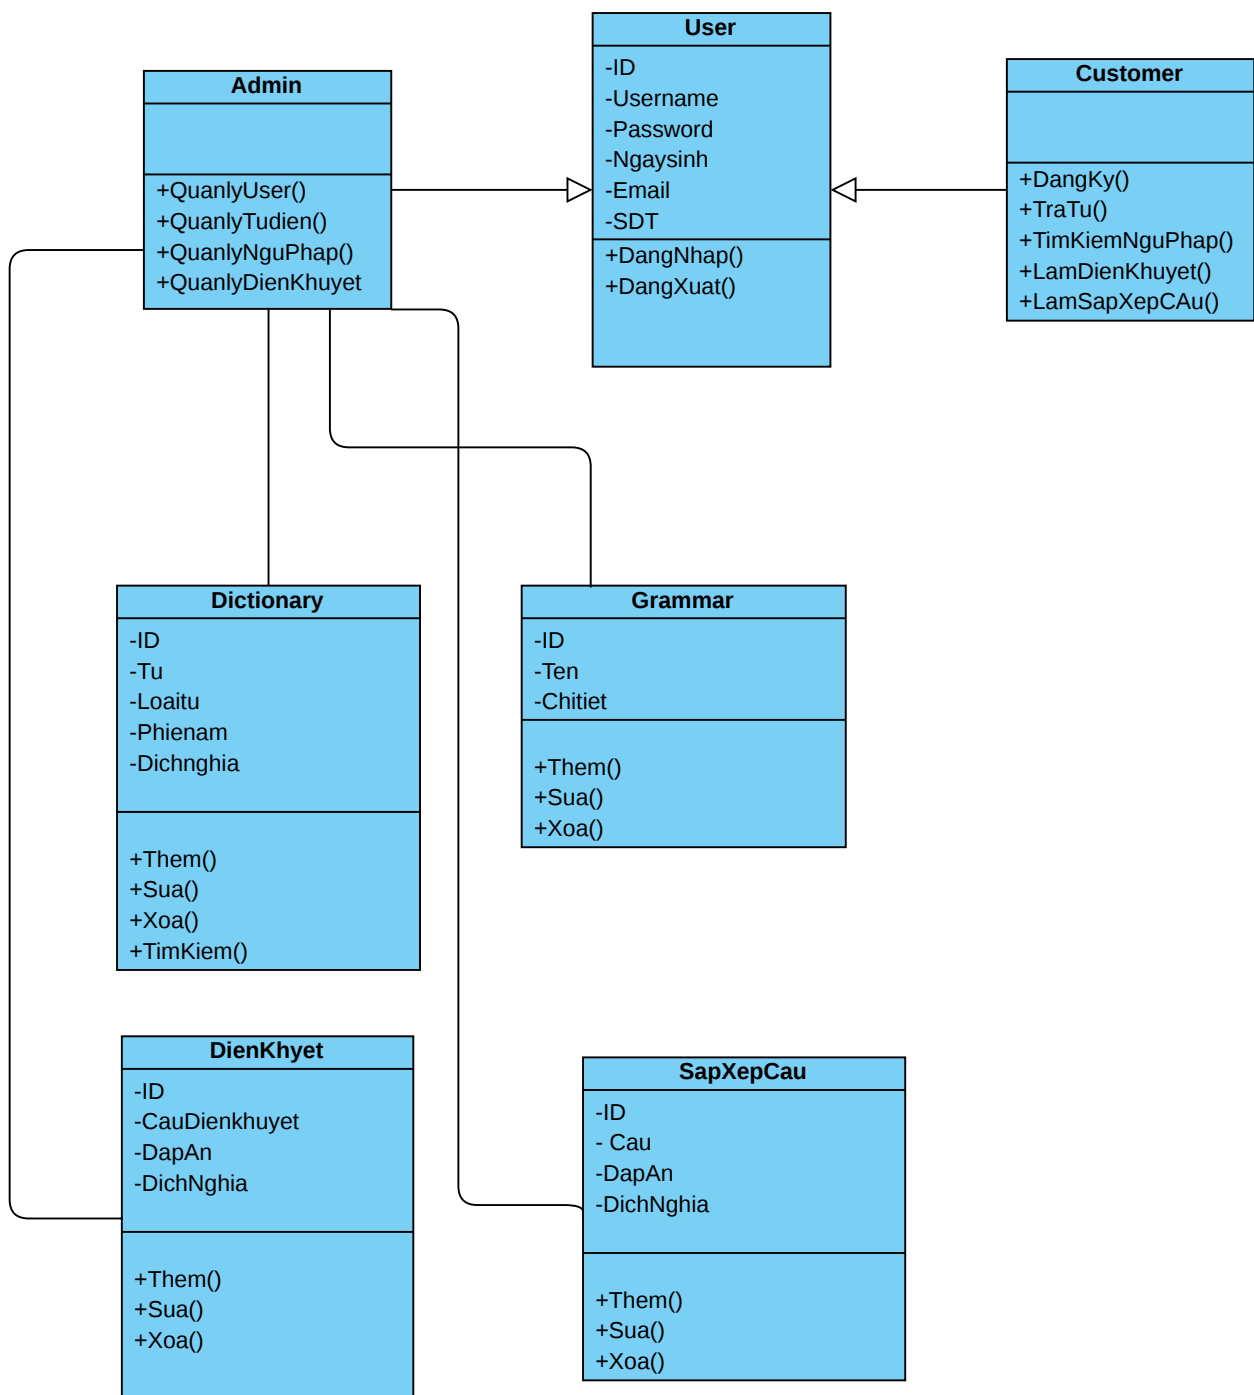 User
-ID
-Username
-Password
-Ngaysinh
-Email
-SDT
+DangNhap()
+DangXuat()
Admin
+QuanlyUser()
+QuanlyTudien()
+QuanlyNguPhap()
+QuanlyDienKhuyet
Customer
+DangKy()
+TraTu()
+TimKiemNguPhap()
+LamDienKhuyet()
+LamSapXepCAu()
Dictionary
-ID
-Tu
-Loaitu
-Phienam
-Dichnghia
+Them()
+Sua()
+Xoa()
+TimKiem()
Grammar
-ID
-Ten
-Chitiet
+Them()
+Sua()
+Xoa()
DienKhyet
-ID
-CauDienkhuyet
-DapAn
-DichNghia
+Them()
+Sua()
+Xoa()
SapXepCau
-ID
- Cau
-DapAn
-DichNghia
+Them()
+Sua()
+Xoa()